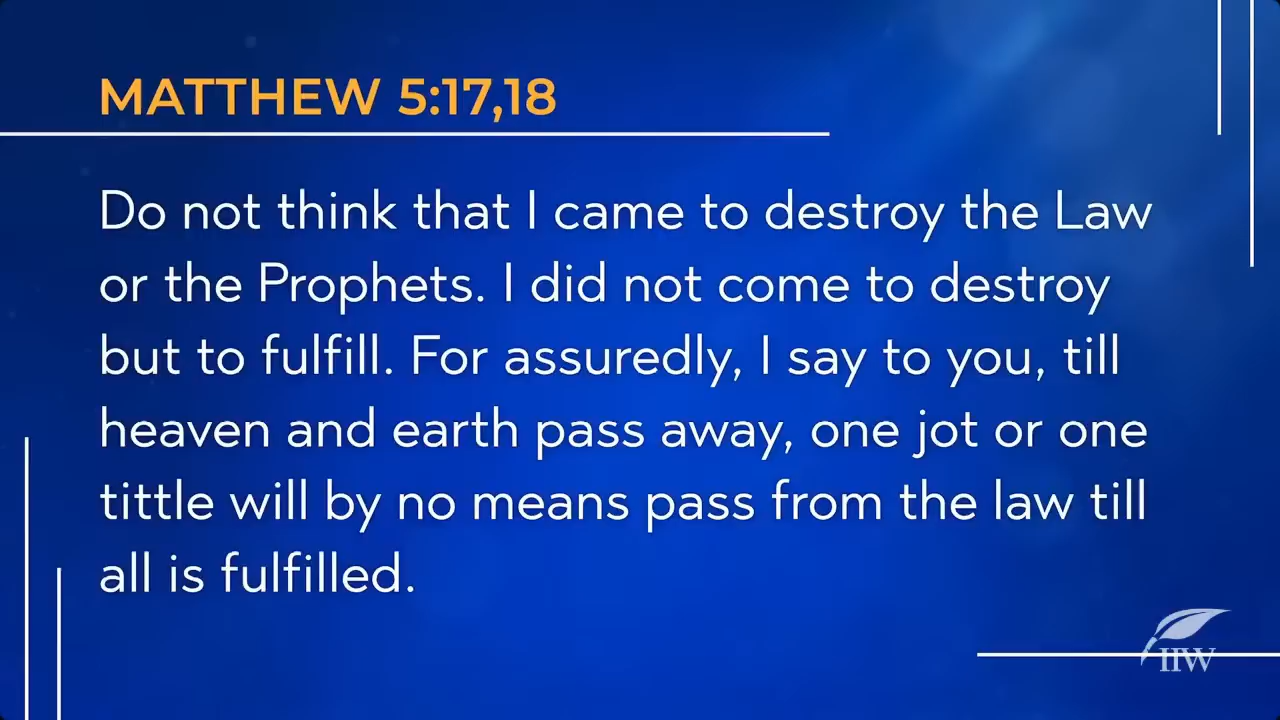 MATTHEW 5:17,18
Do not think that I came to destroy the Law
or the Prophets. I did not come to destroy
but to fulfill. For assuredly, I say to you, till
heaven and earth pass away, one jot or one
tittle will by no means pass from the law till
all is fulfilled.
IIW